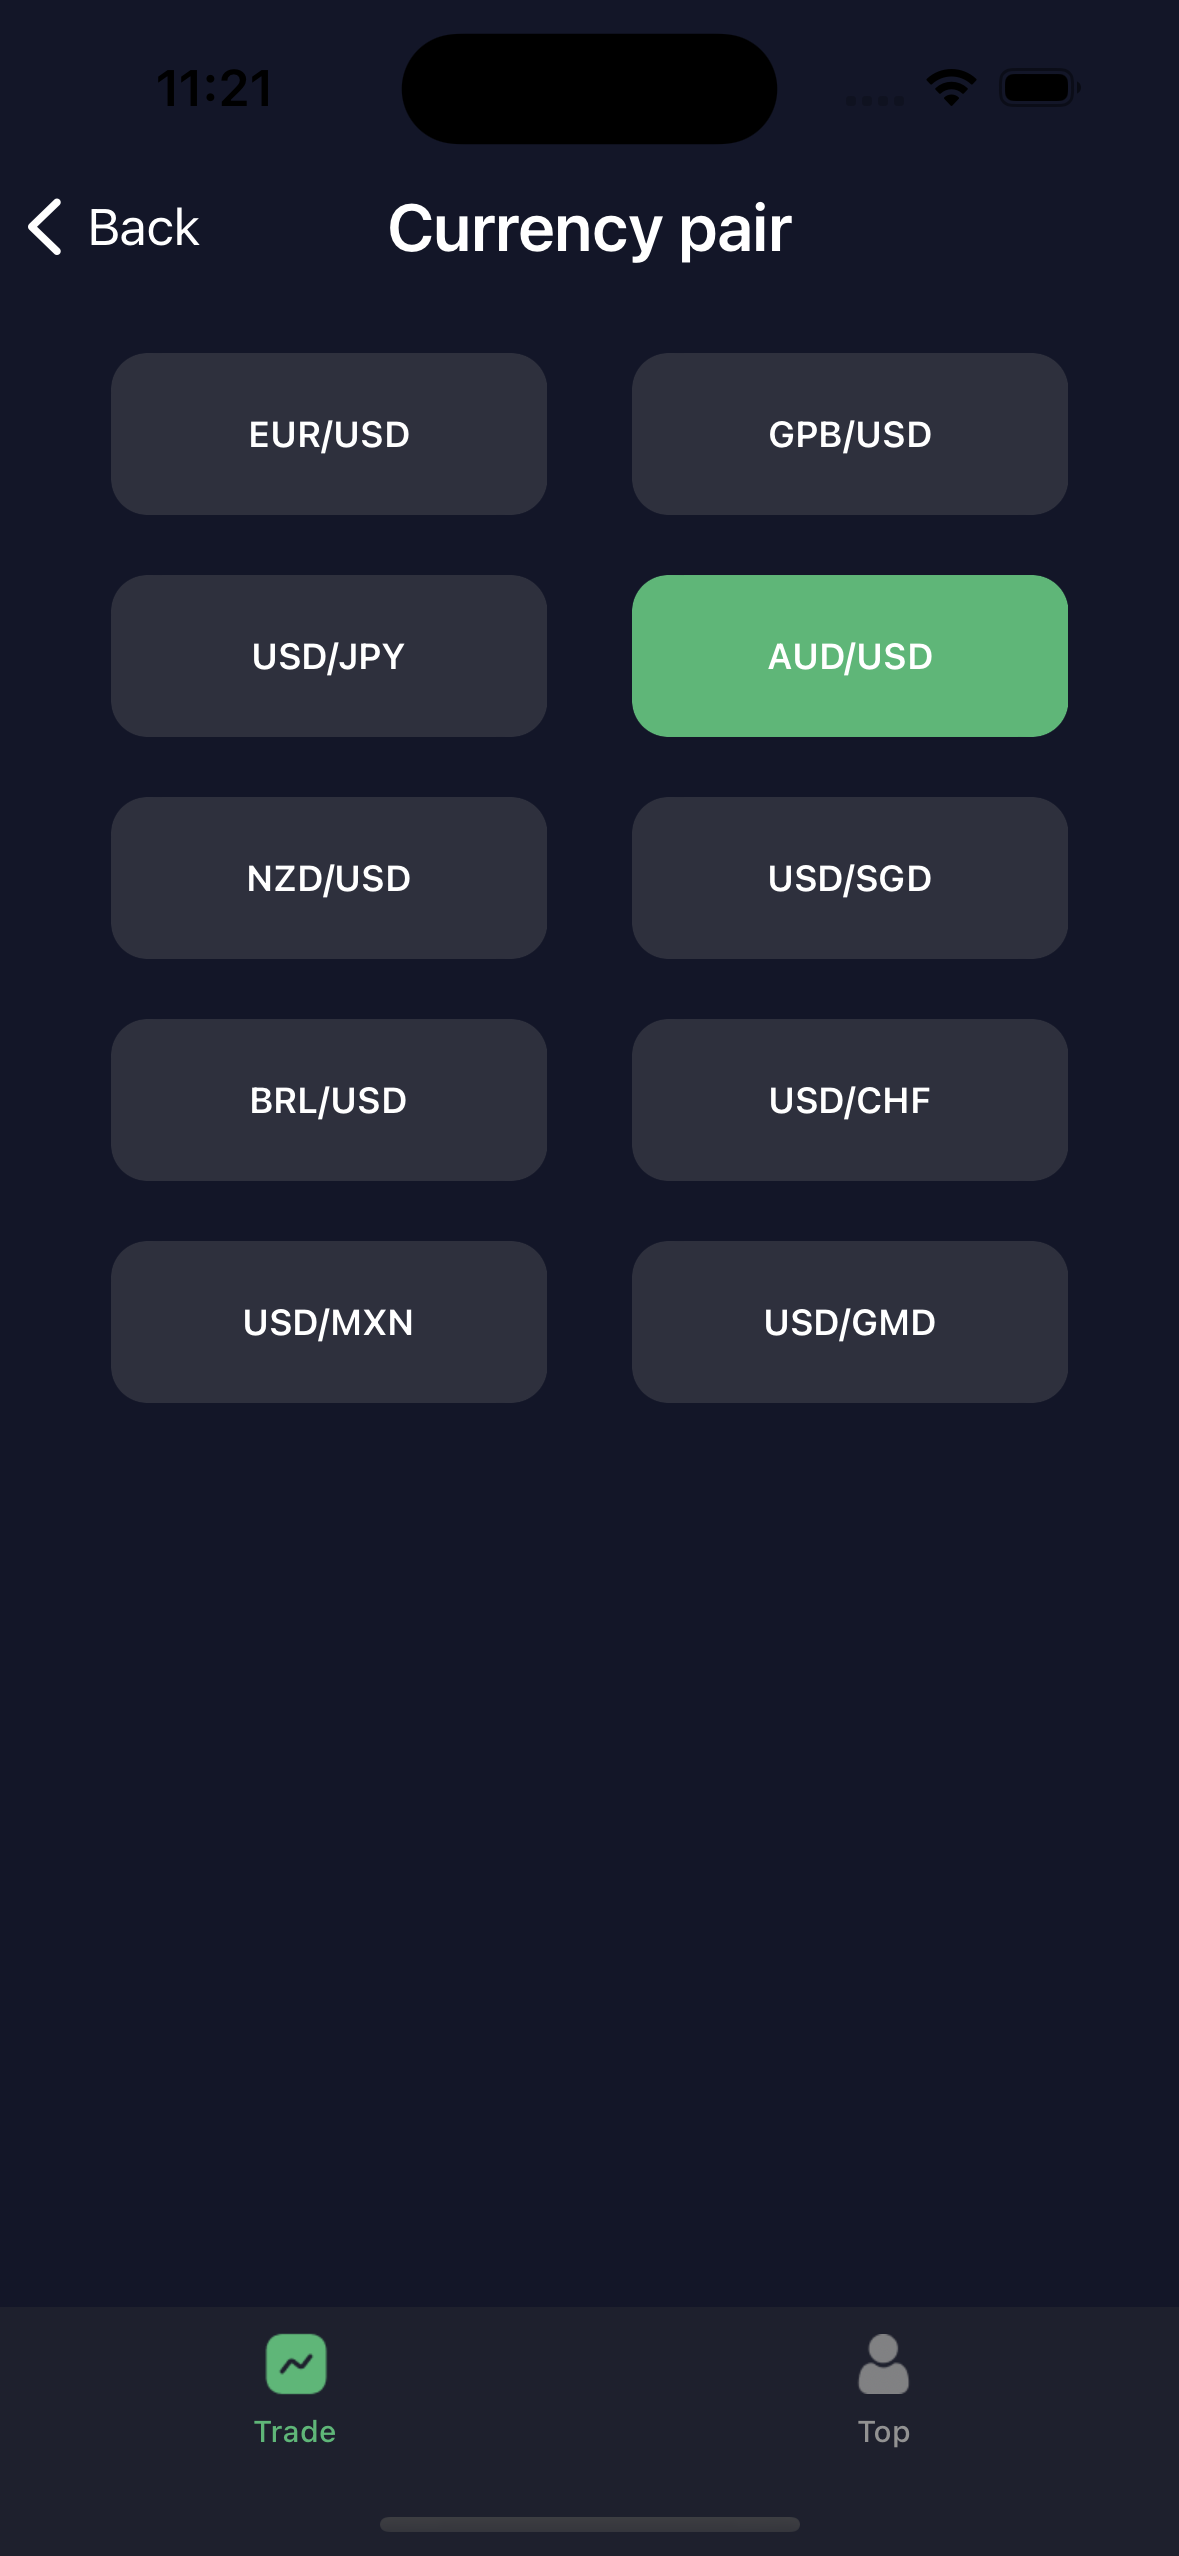 11:21
Back
Currency pair
EUR/USD
GPB/USD
USD/JPY
AUD/USD
NZD/USD
USD/SGD
BRL/USD
USD/CHF
USD/MXN
USD/GMD
Trade
Top